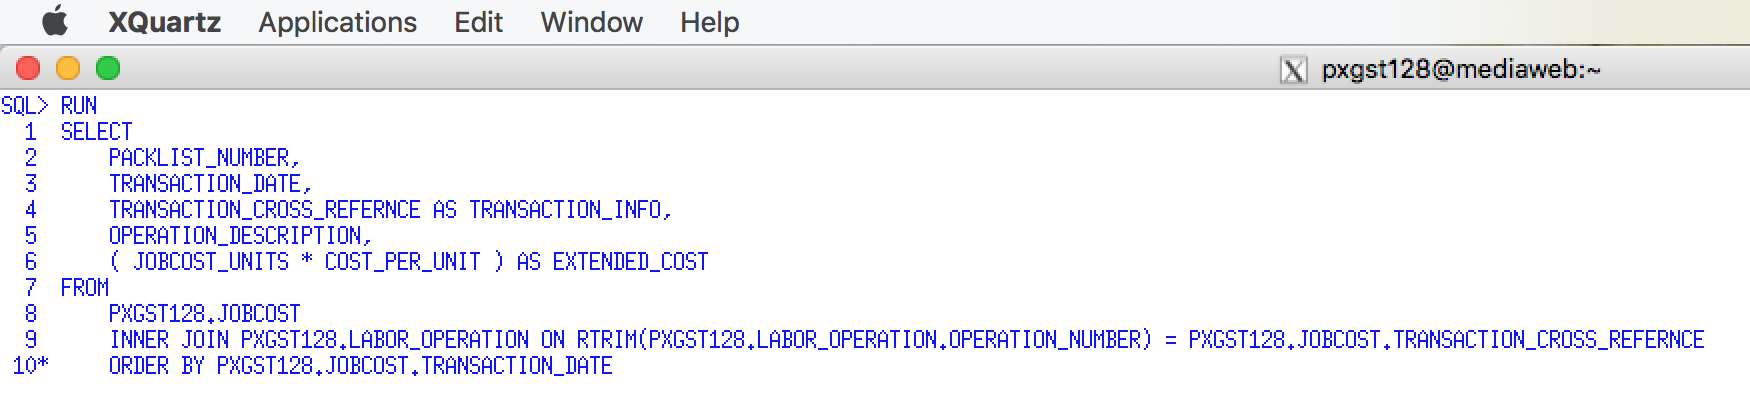 XQuartz Applications Edit Window Help
pxgst128@mediaweb:~
SQL> RUN
  1  SELECT
  2      PACKLIST_NUMBER,
  3      TRANSACTION_DATE,
  4      TRANSACTION_CROSS_REFERNCE AS TRANSACTION_INFO,
  5      OPERATION_DESCRIPTION,
  6      ( JOBCOST_UNITS * COST_PER_UNIT ) AS EXTENDED_COST
  7  FROM
  8      PXGST128.JOBCOST
  9      INNER JOIN PXGST128.LABOR_OPERATION ON RTRIM(PXGST128.LABOR_OPERATION.OPERATION_NUMBER) = PXGST128.JOBCOST.TRANSACTION_CROSS_REFERNCE
 10*     ORDER BY PXGST128.JOBCOST.TRANSACTION_DATE